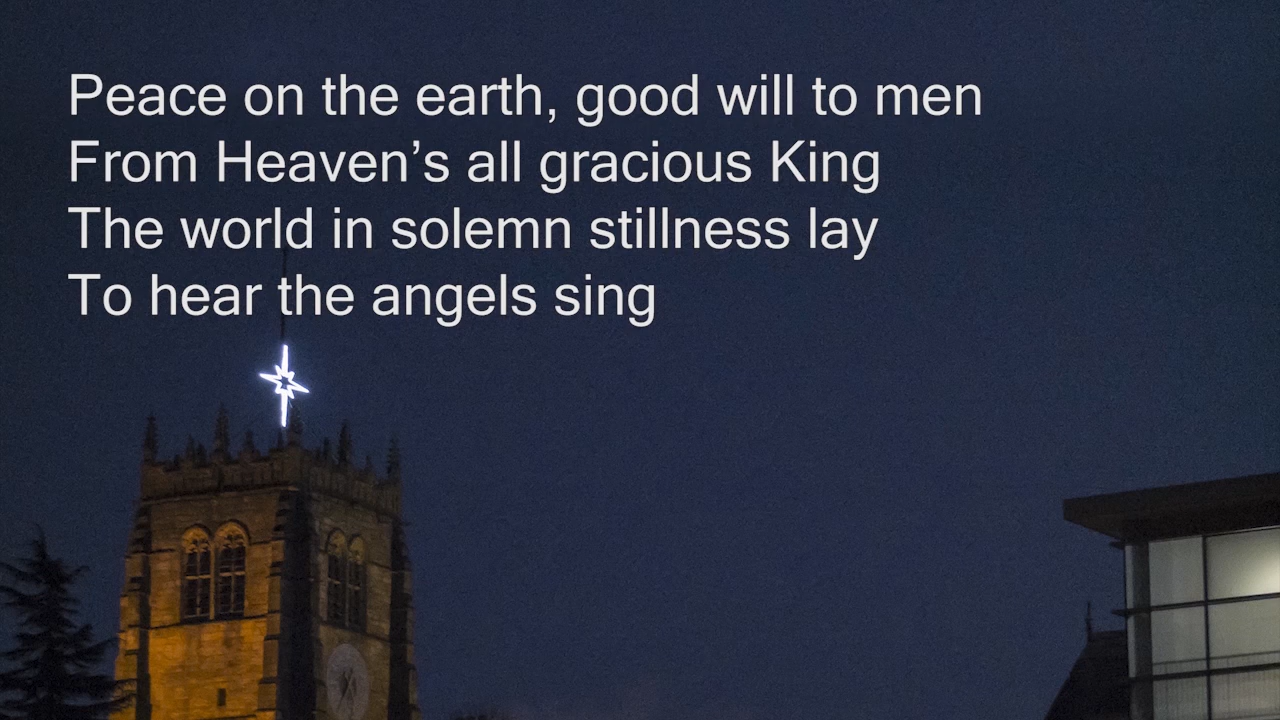 Peace on the earth, good will to men
From Heaven’s all gracious King
The world in solemn stillness lay
To hear the angels sing